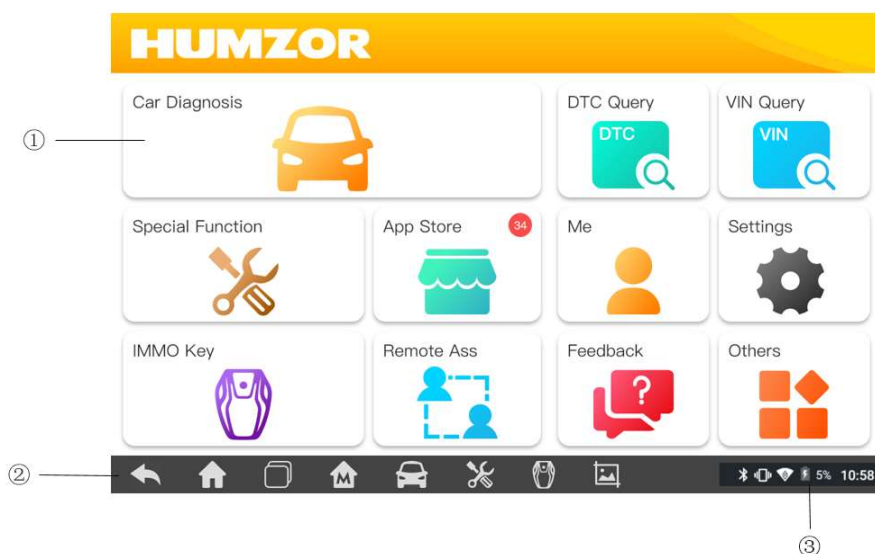 HUMZOR
Car Diagnosis
DTC Query
VIN Query
DTC
VIN
①
Special Function
App Store
34
Me
Settings
IMMO Key
Remote Ass
Feedback
Others
?
②
M
5% 10:58
③